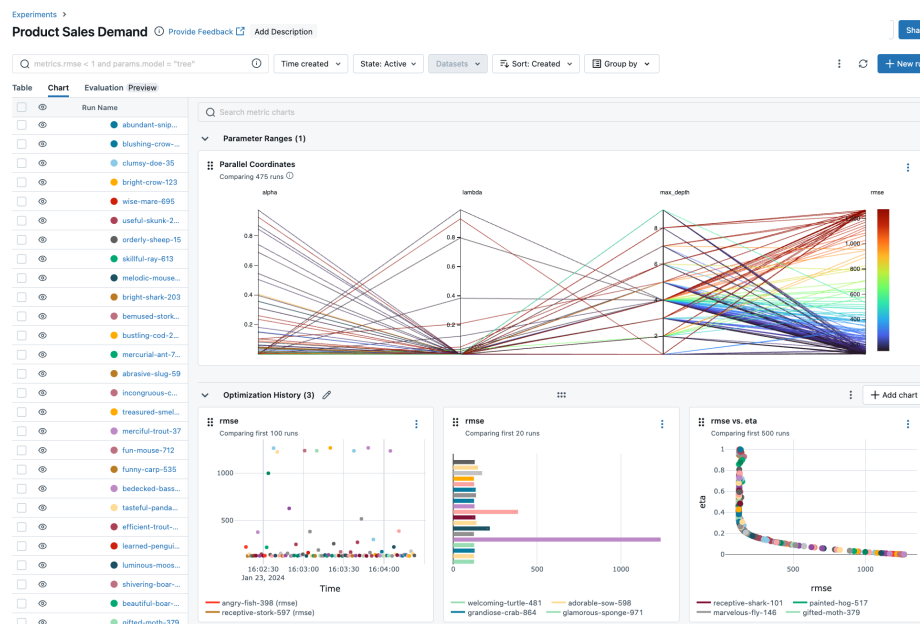 Experiments >
Product Sales Demand Provide Feedback Add Description
Sha
metrics.rmse < 1 and params.model = "tree"
Time created
State: Active
Datasets
Sort: Created
Group by
+ New ru
Table Chart Evaluation Preview
Run Name
abundant-snip...
blushing-crow-...
clumsy-doe-35
bright-crow-123
wise-mare-695
useful-skunk-2...
orderly-sheep-15
skillful-ray-613
melodic-mouse...
bright-shark-203
bemused-stork...
bustling-cod-2...
mercurial-ant-7...
abrasive-slug-59
incongruous-c...
treasured-smel...
merciful-trout-37
fun-mouse-712
funny-carp-535
bedecked-bass...
tasteful-panda...
efficient-trout-...
learned-pengui...
luminous-moos...
shivering-boar-...
beautiful-boar-...
gifted-moth-379
Search metric charts
Parameter Ranges (1)
Parallel Coordinates
Comparing 475 runs
alpha lambda max_depth rmse
0.8
0.6
0.4
0.2
0.8
0.6
0.4
0.2
8
6
4
2
1,000
800
600
400
Optimization History (3)
+ Add chart
rmse
Comparing first 100 runs
1000
500
16:02:30 16:03:00 16:03:30 16:04:00
Jan 23, 2024
Time
angry-fish-398 (rmse)
receptive-stork-597 (rmse)
rmse
Comparing first 20 runs
0 500 1000
welcoming-turtle-481 adorable-sow-598
grandiose-crab-864 glamorous-sponge-971
rmse vs. eta
Comparing first 500 runs
1
0.8
0.6
0.4
0.2
0
eta
500 1000
rmse
receptive-shark-101 painted-hog-517
marvelous-fly-146 gifted-moth-379